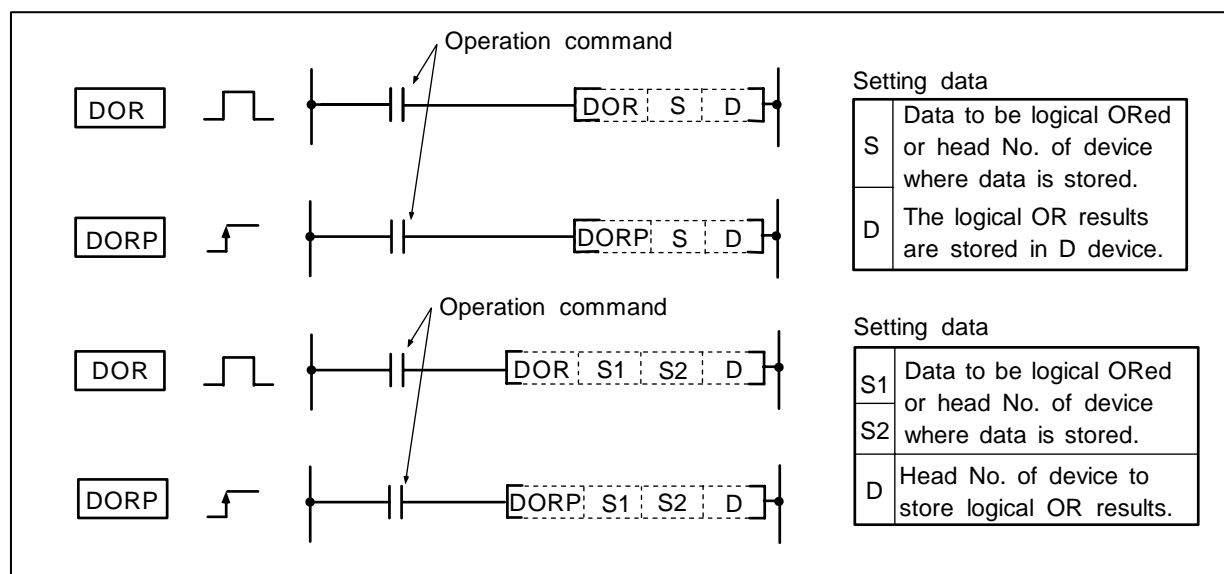 Operation command
DOR
DOR S D
DORP
DORP S D
Setting data
S
Data to be logical ORed
or head No. of device
where data is stored.
D
The logical OR results
are stored in D device.
Operation command
DOR
DOR S1 S2 D
DORP
DORP S1 S2 D
Setting data
S1
S2
Data to be logical ORed
or head No. of device
where data is stored.
D
Head No. of device to
store logical OR results.